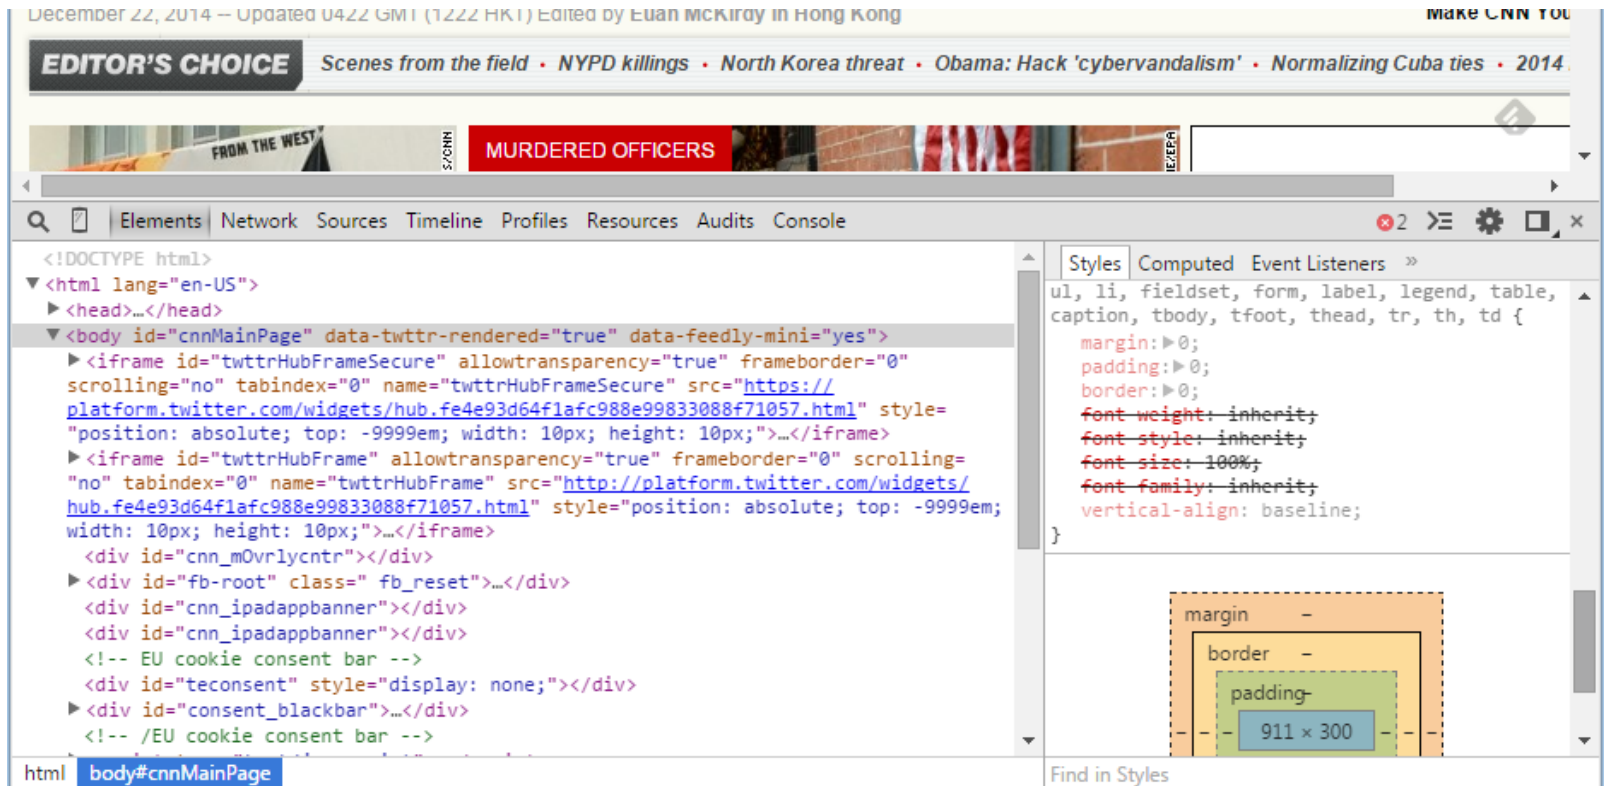 December 22, 2014 -- Updated 0422 GMT (1222 HKT) Edited by Euan McKirdy in Hong Kong
Make CNN You
EDITOR'S CHOICE Scenes from the field • NYPD killings • North Korea threat • Obama: Hack 'cybervandalism' • Normalizing Cuba ties • 2014
FROM THE WEST
S/CNN
MURDERED OFFICERS
IE/EPA
Elements Network Sources Timeline Profiles Resources Audits Console
2
<!DOCTYPE html>
▼<html lang="en-US">
▶<head>…</head>
▼<body id="cnnMainPage" data-twttr-rendered="true" data-feedly-mini="yes">
▶<iframe id="twttrHubFrameSecure" allowtransparency="true" frameborder="0"
scrolling="no" tabindex="0" name="twttrHubFrameSecure" src="https://
platform.twitter.com/widgets/hub.fe4e93d64f1afc988e99833088f71057.html" style=
"position: absolute; top: -9999em; width: 10px; height: 10px;">…</iframe>
▶<iframe id="twttrHubFrame" allowtransparency="true" frameborder="0" scrolling=
"no" tabindex="0" name="twttrHubFrame" src="http://platform.twitter.com/widgets/
hub.fe4e93d64f1afc988e99833088f71057.html" style="position: absolute; top: -9999em;
width: 10px; height: 10px;">…</iframe>
<div id="cnn_mOvrlycntr"></div>
▶<div id="fb-root" class=" fb_reset">…</div>
<div id="cnn_ipadappbanner"></div>
<div id="cnn_ipadappbanner"></div>
<!-- EU cookie consent bar -->
<div id="teconsent" style="display: none;"></div>
▶<div id="consent_blackbar">…</div>
<!-- /EU cookie consent bar -->
html body#cnnMainPage
Styles Computed Event Listeners »
ul, li, fieldset, form, label, legend, table,
caption, tbody, tfoot, thead, tr, th, td {
margin:▶0;
padding:▶0;
border:▶0;
font-weight: inherit;
font-style: inherit;
font-size: 100%;
font-family: inherit;
vertical-align: baseline;
}
margin –
border –
padding-
– – – 911 × 300 – – –
Find in Styles